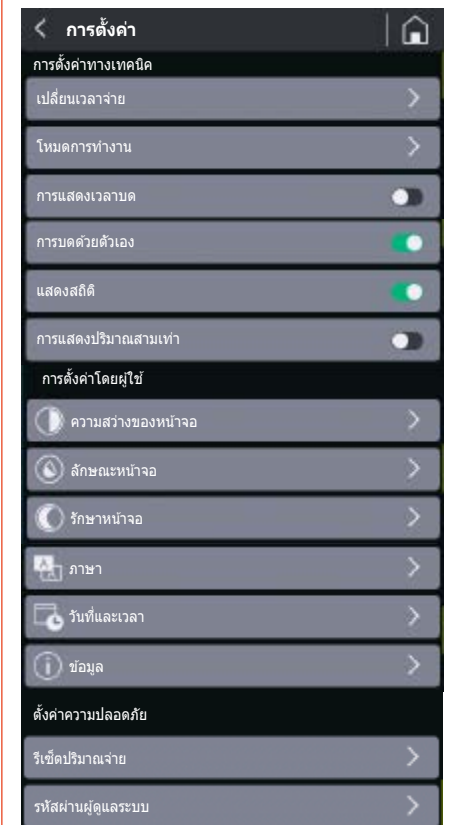 การตั้งค่า
การตั้งค่าทางเทคนิค
เปลี่ยนเวลาจ่าย
โหมดการทำงาน
การแสดงเวลาบด
การบดด้วยตัวเอง
แสดงสถิติ
การแสดงปริมาณสามเท่า
การตั้งค่าโดยผู้ใช้
ความสว่างของหน้าจอ
ลักษณะหน้าจอ
รักษาหน้าจอ
ภาษา
วันที่และเวลา
ข้อมูล
ตั้งค่าความปลอดภัย
รีเซ็ตปริมาณจ่าย
รหัสผ่านผู้ดูแลระบบ